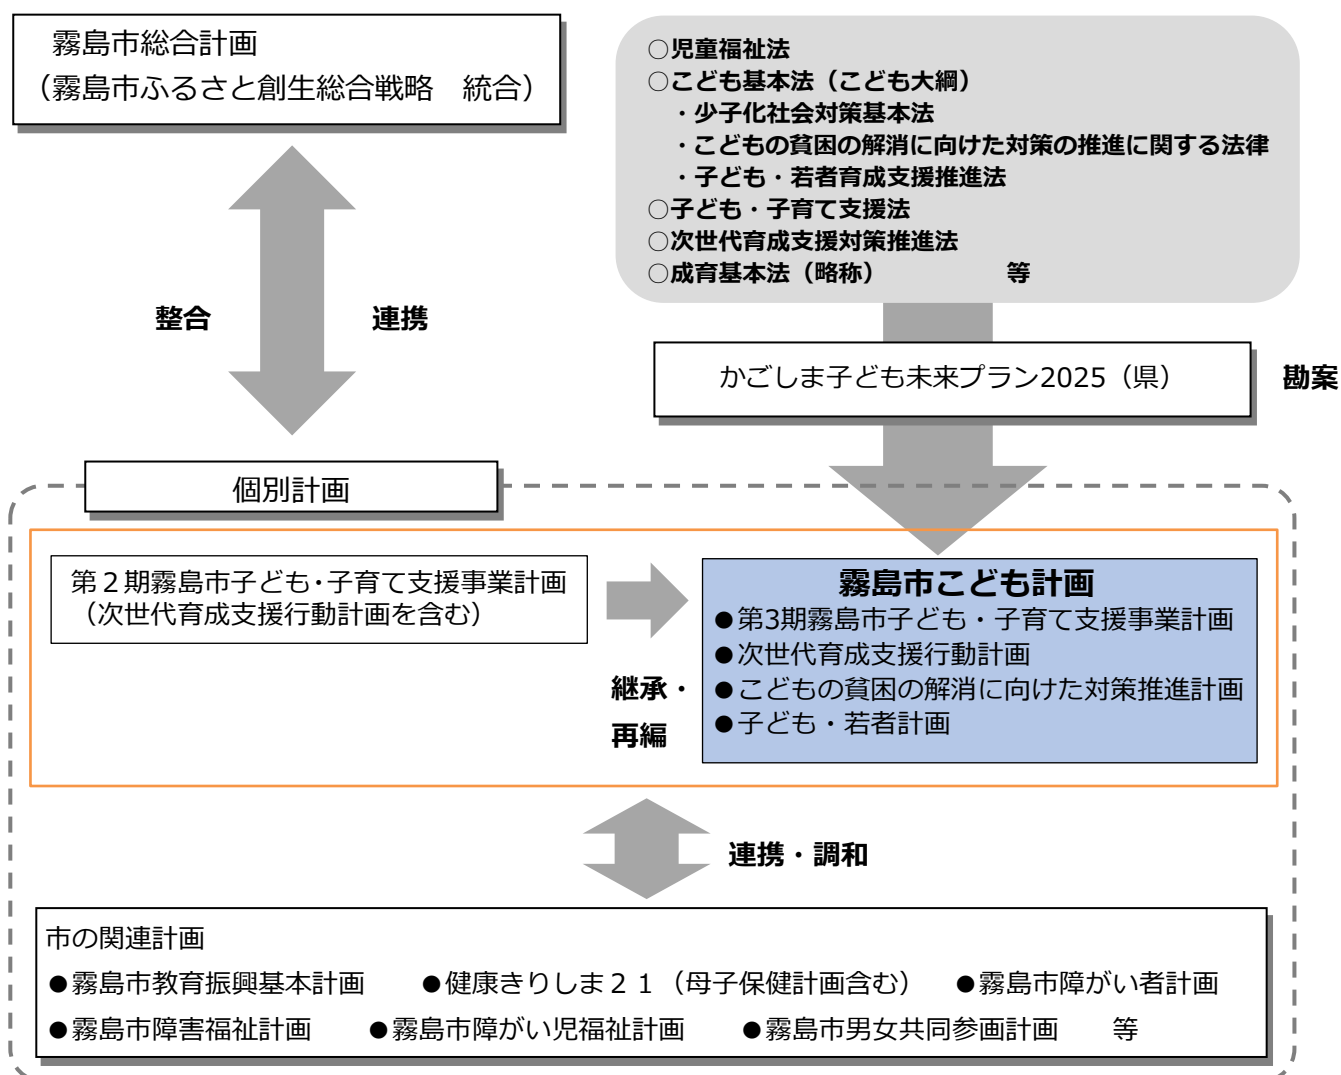 霧島市総合計画
（霧島市ふるさと創生総合戦略　統合）
○児童福祉法
○こども基本法（こども大綱）
・少子化社会対策基本法
・こどもの貧困の解消に向けた対策の推進に関する法律
・子ども・若者育成支援推進法
○子ども・子育て支援法
○次世代育成支援対策推進法
○成育基本法（略称）　　　　　等
整合　連携
かごしま子ども未来プラン2025（県）
勘案
個別計画
第２期霧島市子ども・子育て支援事業計画
（次世代育成支援行動計画を含む）
継承・
再編
霧島市こども計画
●第3期霧島市子ども・子育て支援事業計画
●次世代育成支援行動計画
●こどもの貧困の解消に向けた対策推進計画
●子ども・若者計画
連携・調和
市の関連計画
●霧島市教育振興基本計画　　●健康きりしま２１（母子保健計画含む）　●霧島市障がい者計画
●霧島市障害福祉計画　　●霧島市障がい児福祉計画　　●霧島市男女共同参画計画　　等